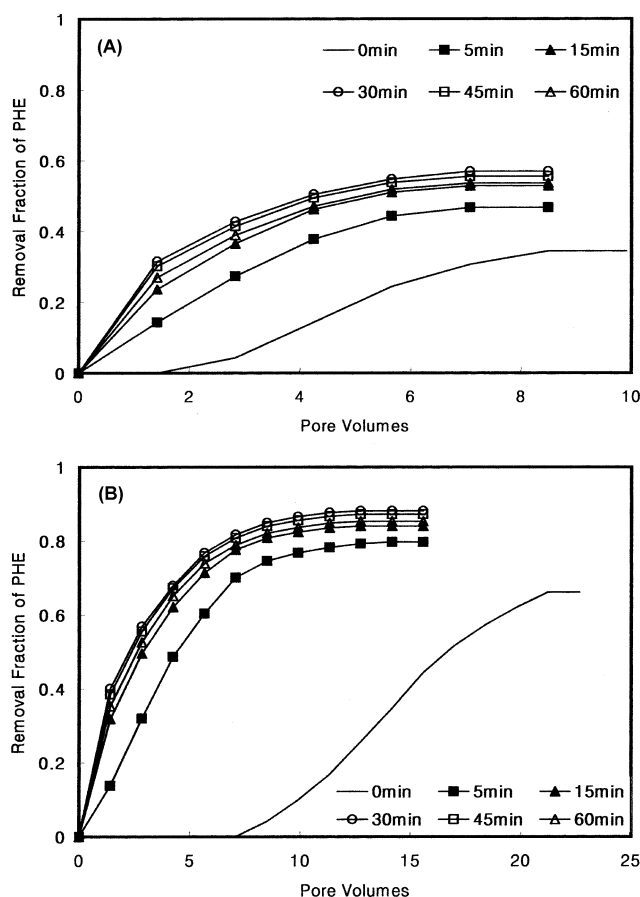 (A)
0min 5min 15min
30min 45min 60min
1
0.8
0.6
0.4
0.2
0
0 2 4 6 8 10
Removal Fraction of PHE
Pore Volumes
(B)
1
0.8
0.6
0.4
0.2
0
0min 5min 15min
30min 45min 60min
0 5 10 15 20 25
Removal Fraction of PHE
Pore Volumes